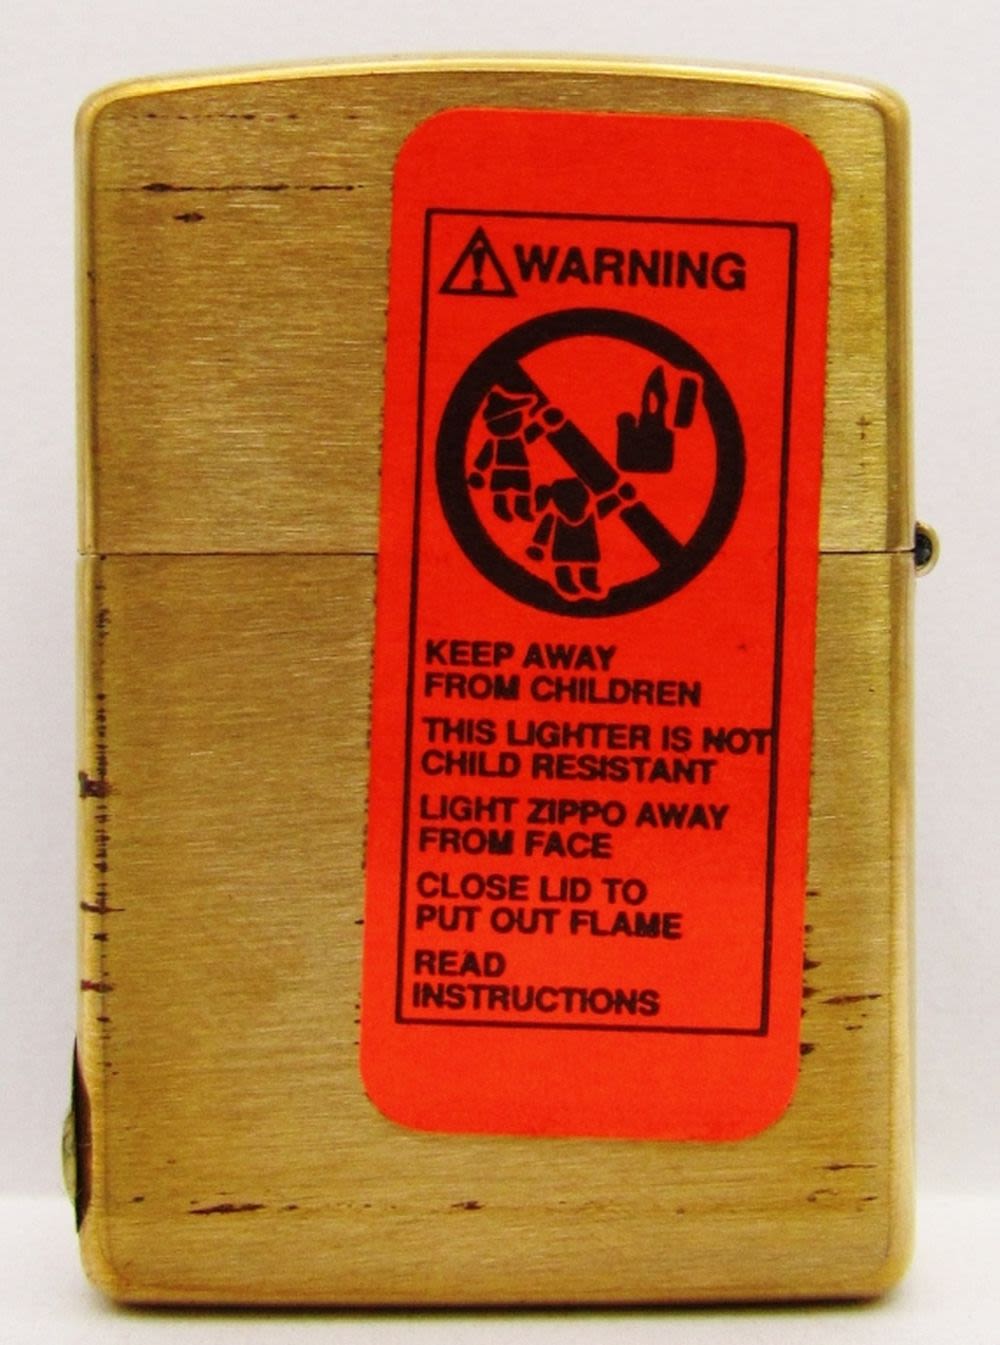 WARNING
KEEP AWAY
FROM CHILDREN
THIS LIGHTER IS NOT
CHILD RESISTANT
LIGHT ZIPPO AWAY
FROM FACE
CLOSE LID TO
PUT OUT FLAME
READ
INSTRUCTIONS